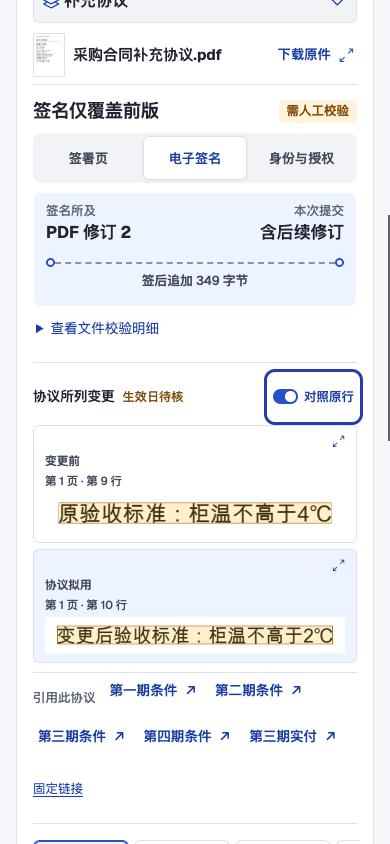 补充协议
采购合同补充协议.pdf
下载原件
签名仅覆盖前版
需人工校验
签署页
电子签名
身份与授权
签名所及
本次提交
PDF 修订 2
含后续修订
签后追加 349 字节
查看文件校验明细
协议所列变更
生效日待核
对照原行
变更前
第 1 页 · 第 9 行
原验收标准：柜温不高于4℃
协议拟用
第 1 页 · 第 10 行
变更后验收标准：柜温不高于2℃
引用此协议
第一期条件
第二期条件
第三期条件
第四期条件
第三期实付
固定链接